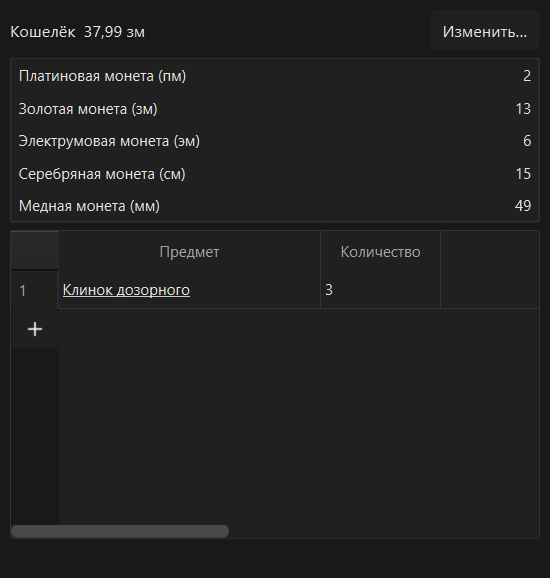 Кошелёк 37,99 зм Изменить...
Платиновая монета (пм) 2
Золотая монета (зм) 13
Электрумовая монета (эм) 6
Серебряная монета (см) 15
Медная монета (мм) 49
Предмет Количество
1 Клинок дозорного 3
+